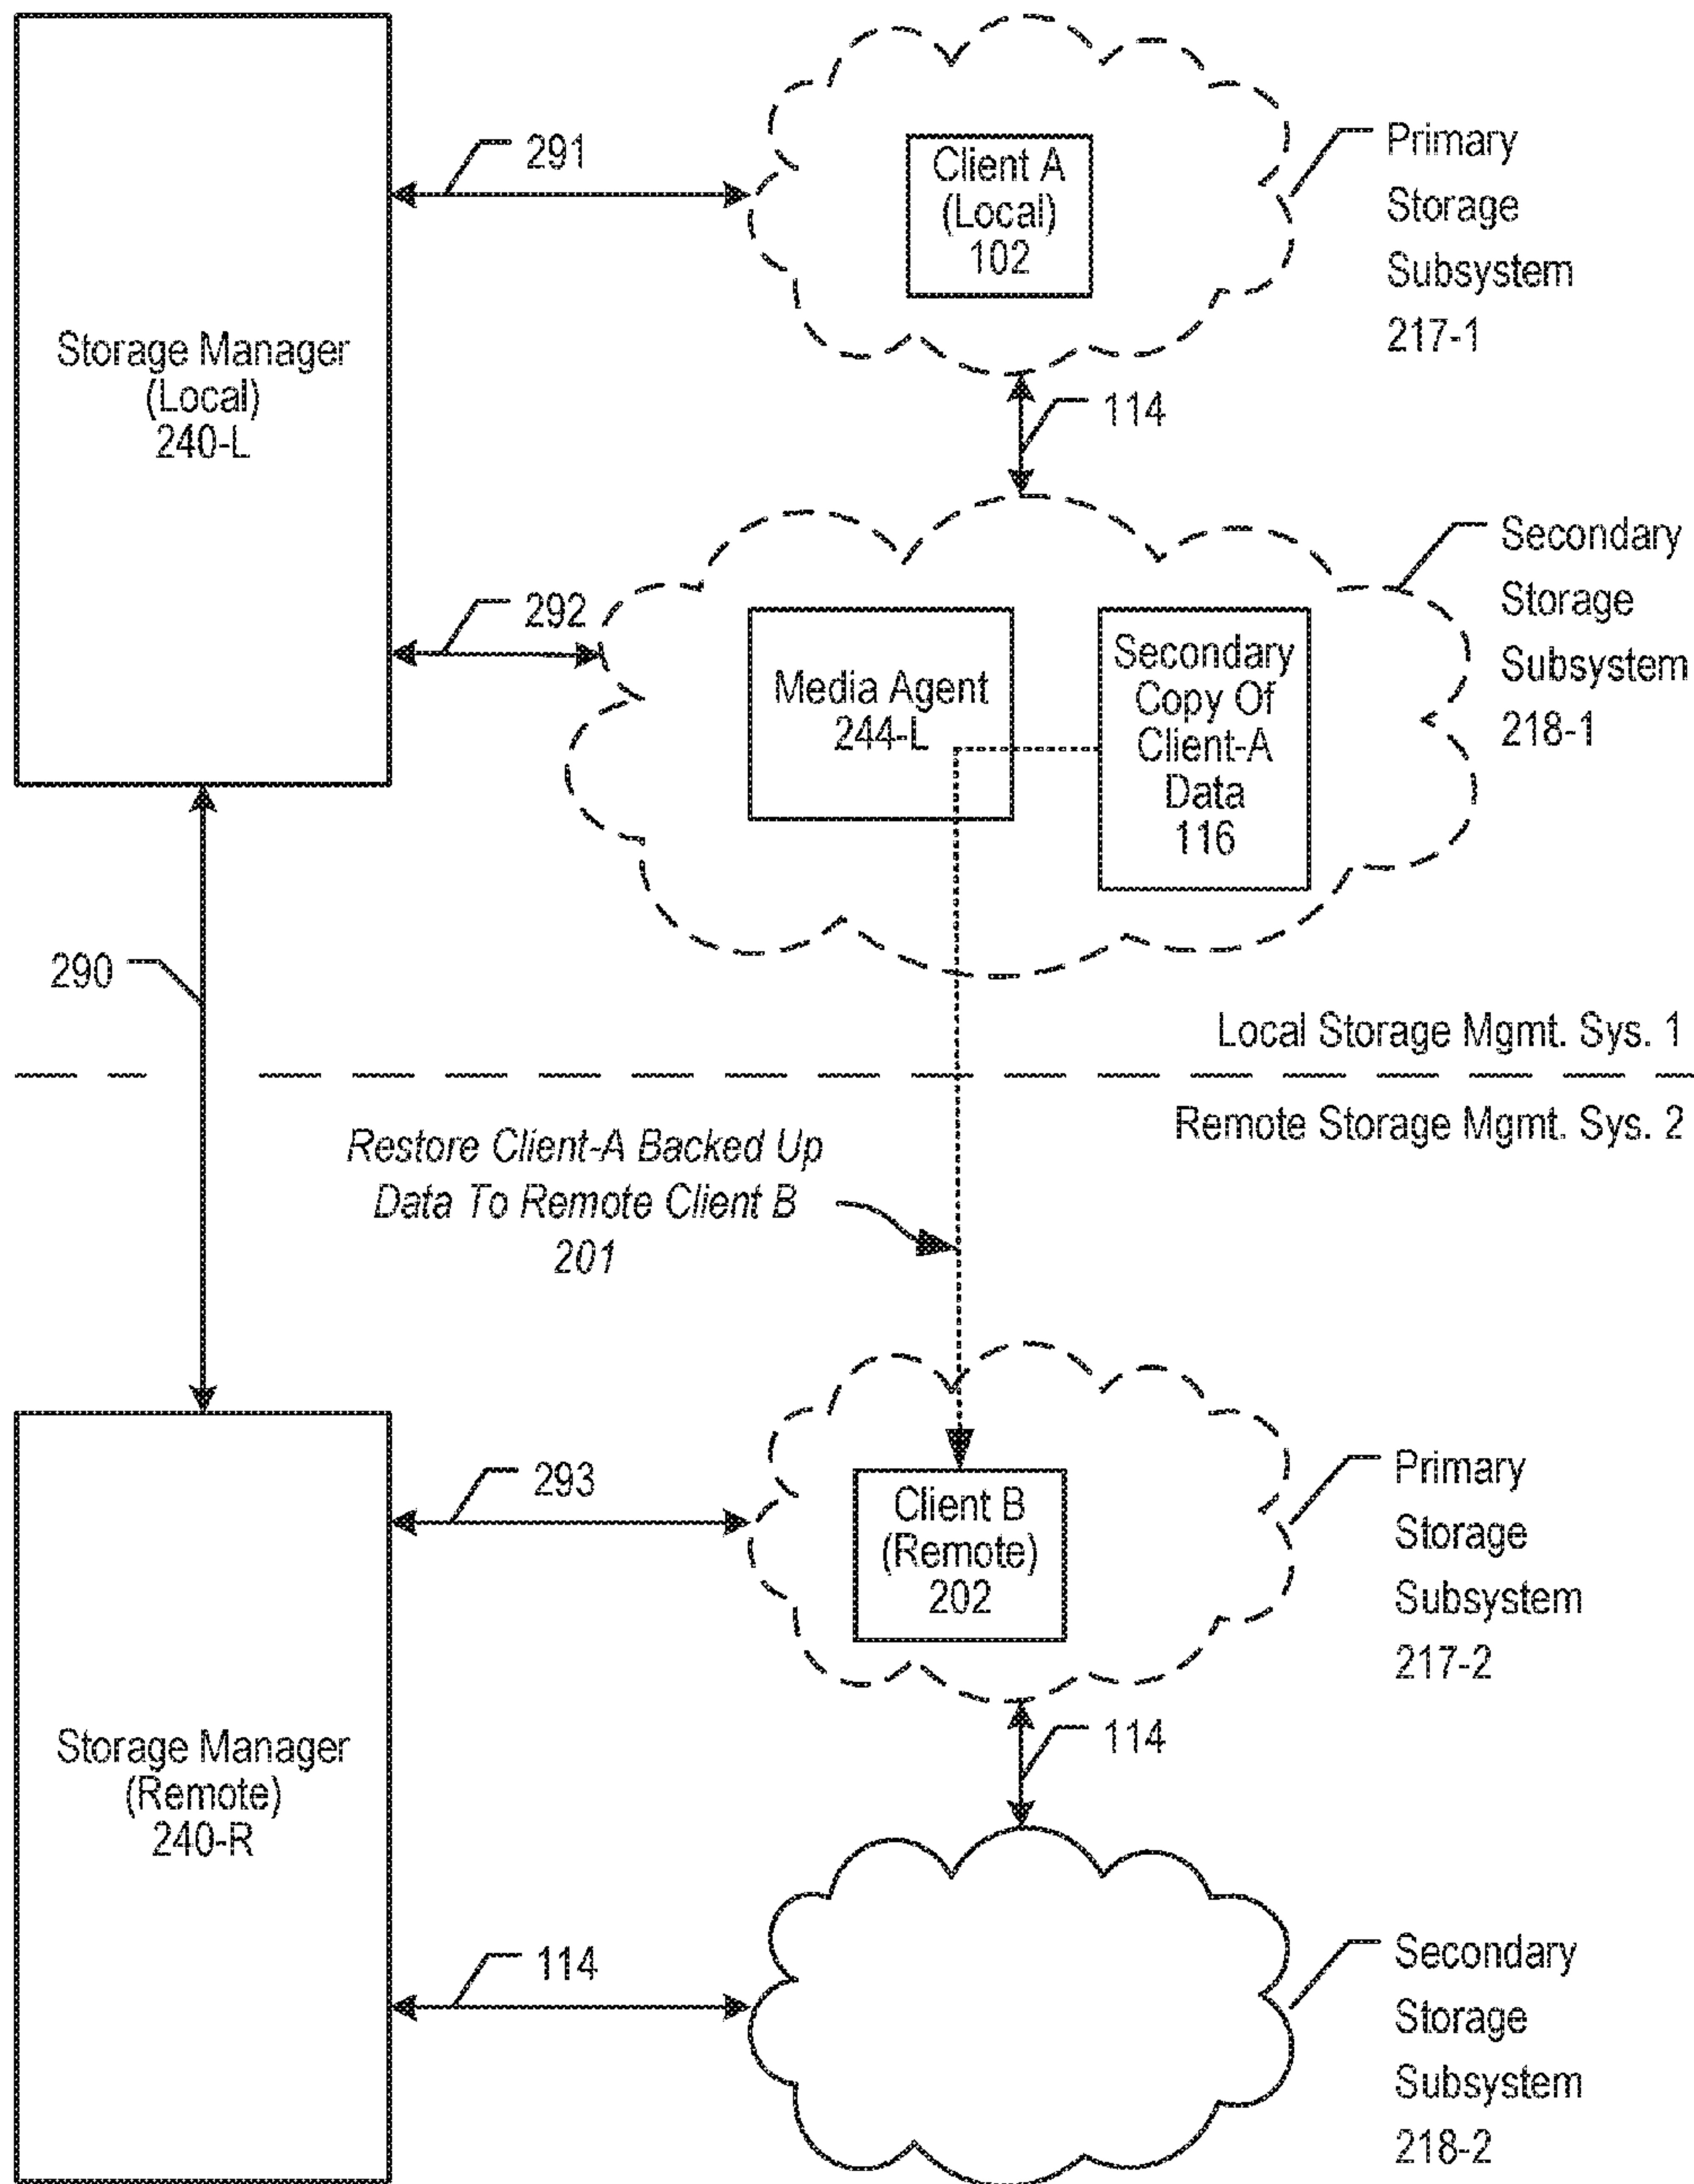 291
Client A
(Local)
102
Primary
Storage
Subsystem
217-1
Storage Manager
(Local)
240-L
114
292
Media Agent
244-L
Secondary
Copy Of
Client-A
Data
116
Secondary
Storage
Subsystem
218-1
290
Local Storage Mgmt. Sys. 1
Remote Storage Mgmt. Sys. 2
Restore Client-A Backed Up
Data To Remote Client B
201
293
Client B
(Remote)
202
Primary
Storage
Subsystem
217-2
Storage Manager
(Remote)
240-R
114
114
Secondary
Storage
Subsystem
218-2